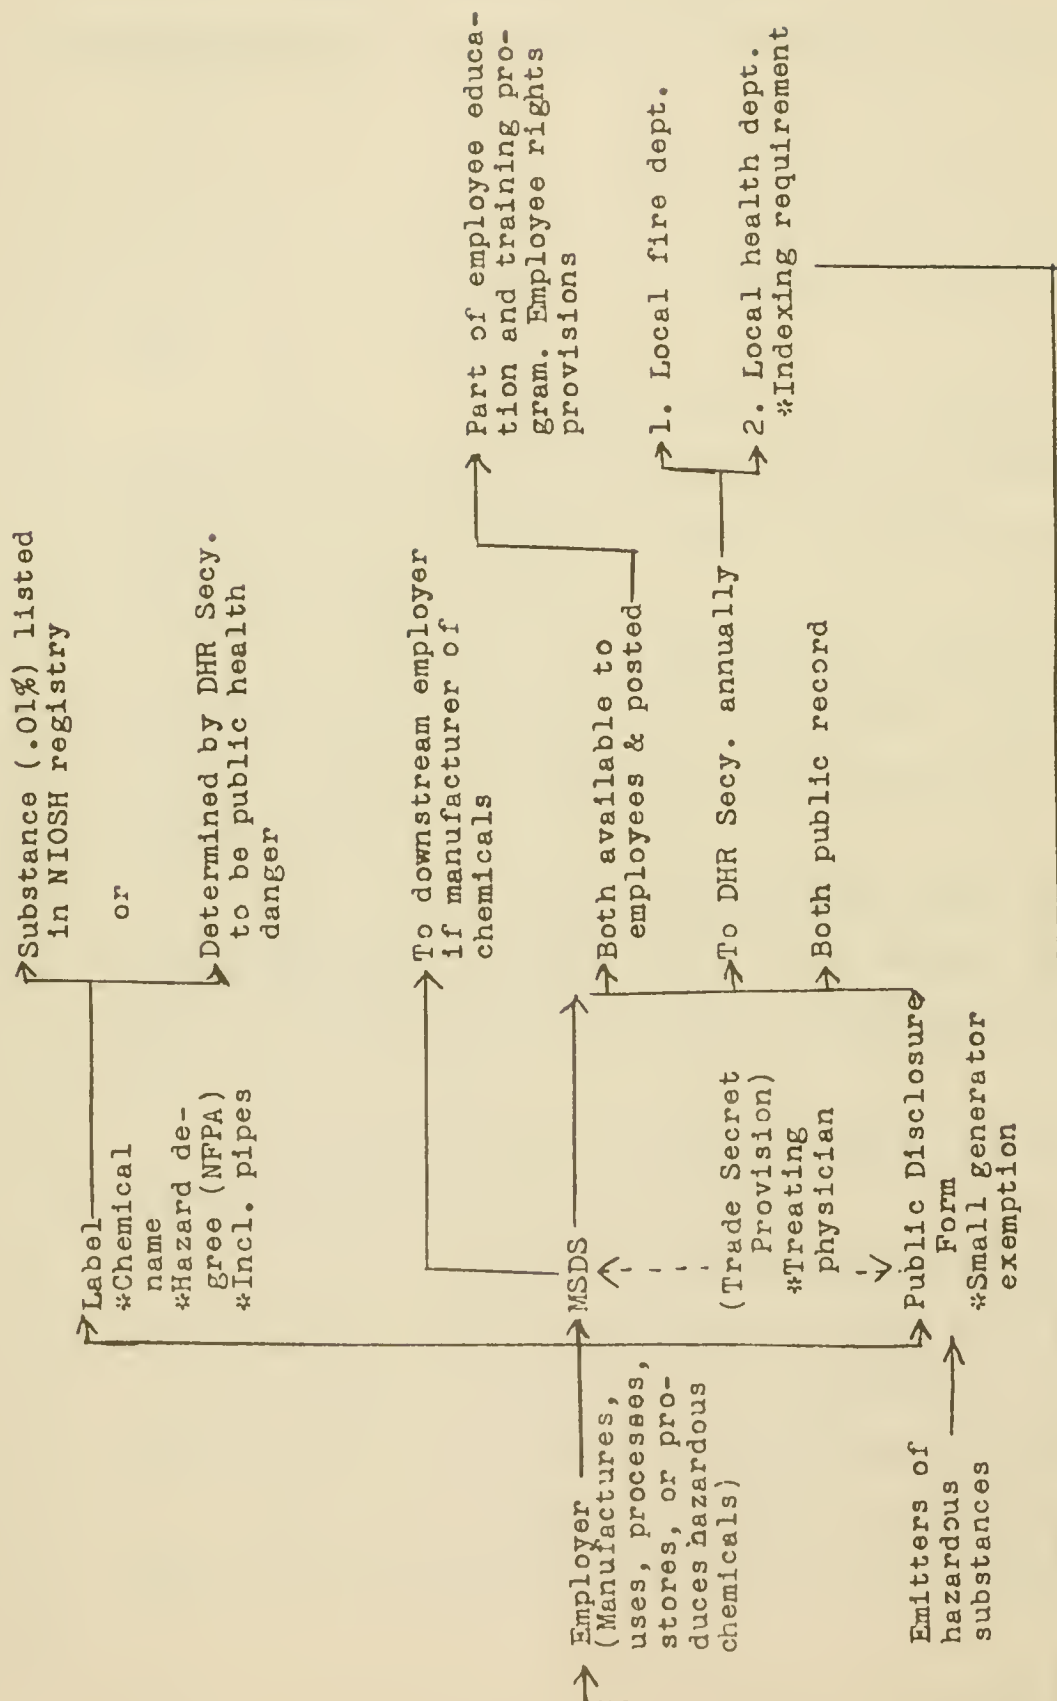 Substance (.01%) listed
in NIOSH registry
or
Determined by DHR Secy.
to be public health
danger
Label
*Chemical
name
*Hazard de-
gree (NFPA)
*Incl. pipes
To downstream employer
if manufacturer of
chemicals
Part of employee educa-
tion and training pro-
gram. Employee rights
provisions
Employer
(Manufactures,
uses, processes,
stores, or pro-
duces hazardous
chemicals)
MSDS
Both available to
employees & posted
1. Local fire dept.
To DHR Secy. annually
2. Local health dept.
*Indexing requirement
(Trade Secret
Provision)
*Treating
physician
Both public record
Emitters of
hazardous
substances
Public Disclosure
Form
*Small generator
exemption